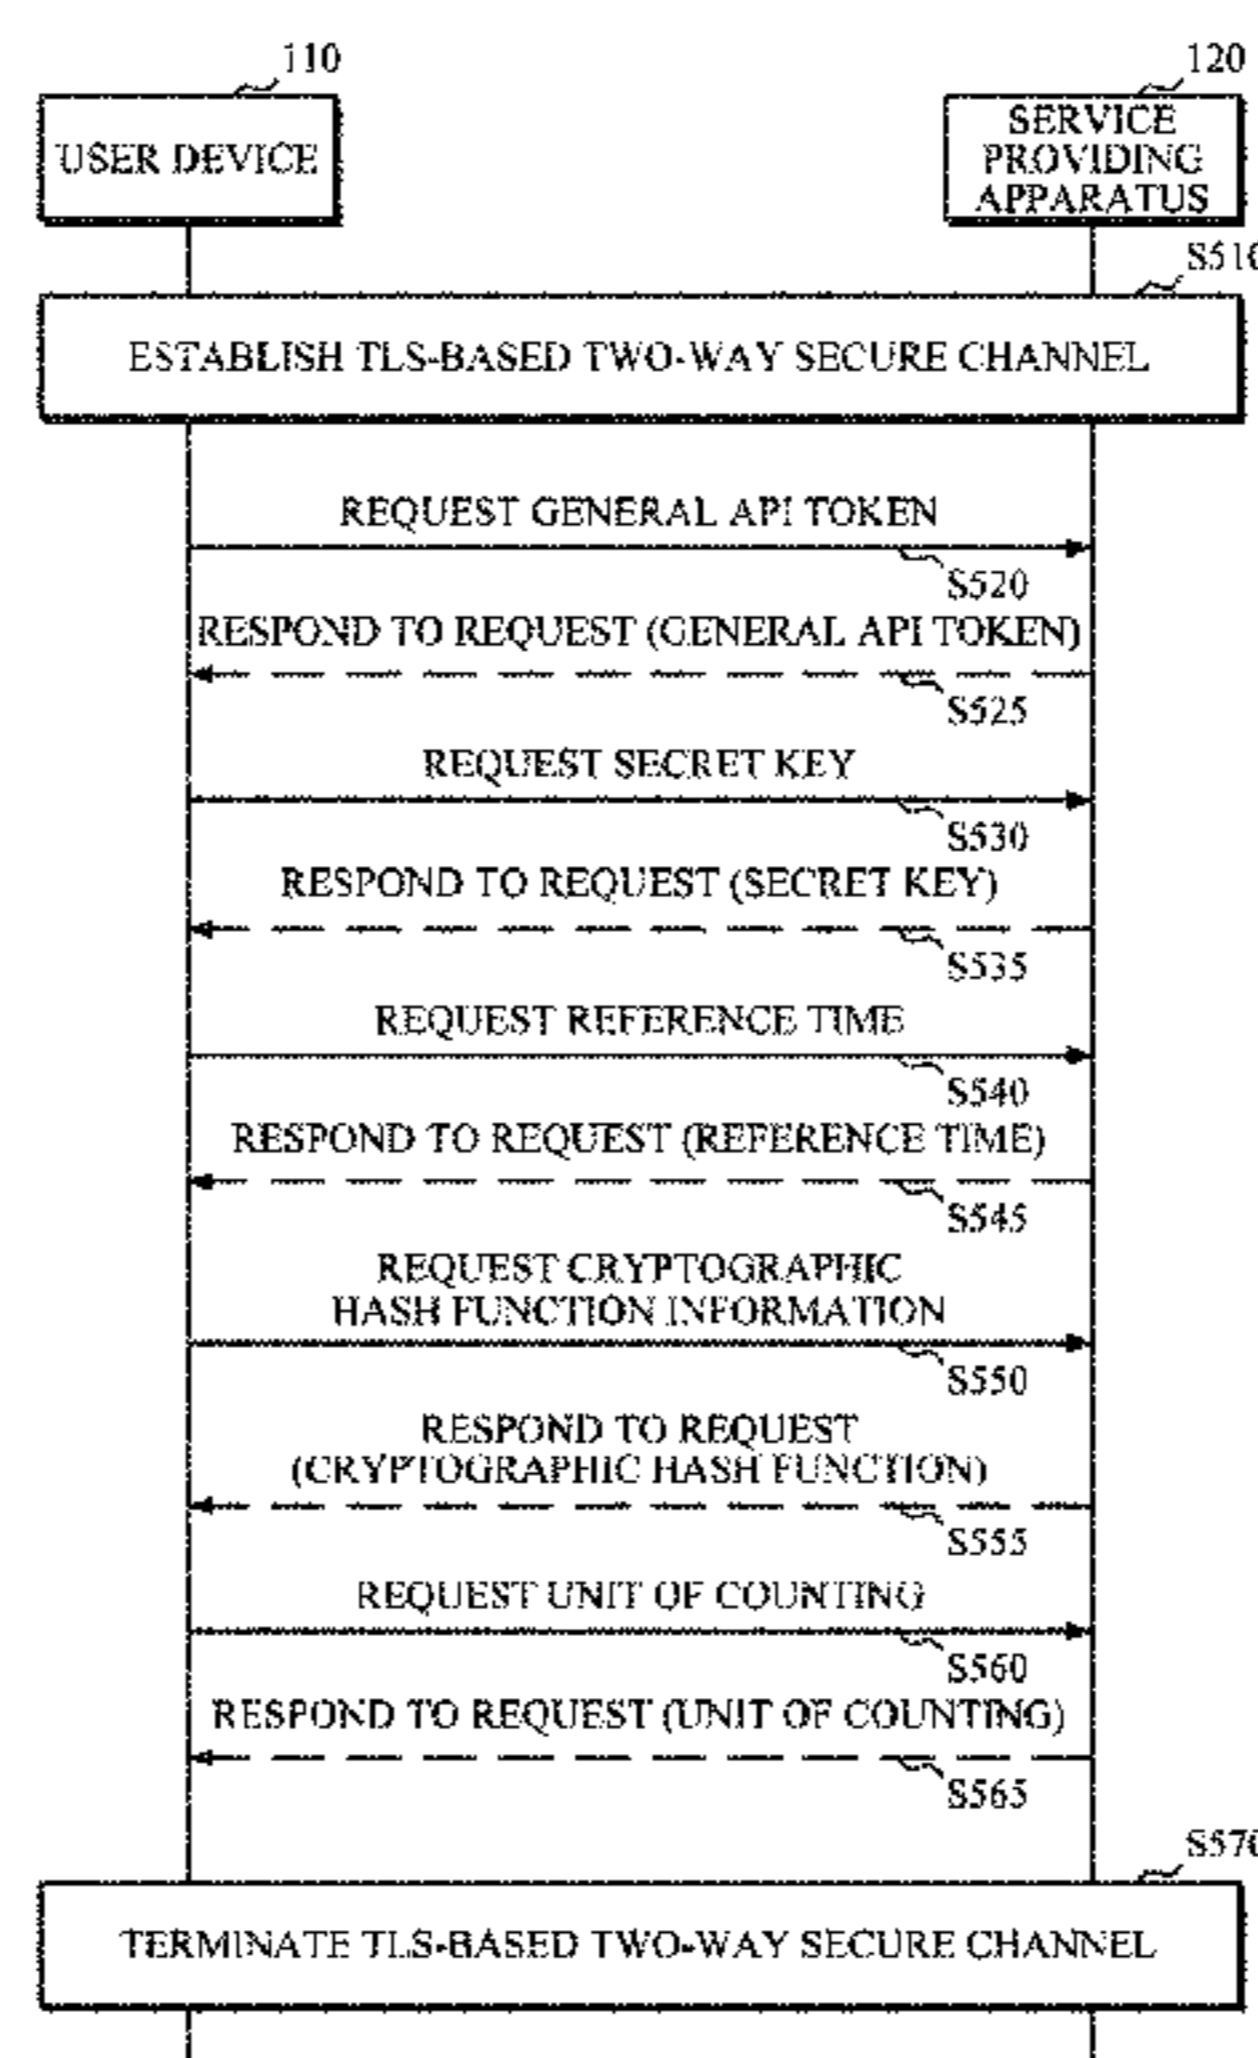 110
120
USER DEVICE
SERVICE
PROVIDING
APPARATUS
S510
ESTABLISH TLS-BASED TWO-WAY SECURE CHANNEL
REQUEST GENERAL API TOKEN
S520
RESPOND TO REQUEST (GENERAL API TOKEN)
S525
REQUEST SECRET KEY
S530
RESPOND TO REQUEST (SECRET KEY)
S535
REQUEST REFERENCE TIME
S540
RESPOND TO REQUEST (REFERENCE TIME)
S545
REQUEST CRYPTOGRAPHIC
HASH FUNCTION INFORMATION
S550
RESPOND TO REQUEST
(CRYPTOGRAPHIC HASH FUNCTION)
S555
REQUEST UNIT OF COUNTING
S560
RESPOND TO REQUEST (UNIT OF COUNTING)
S565
S570
TERMINATE TLS-BASED TWO-WAY SECURE CHANNEL